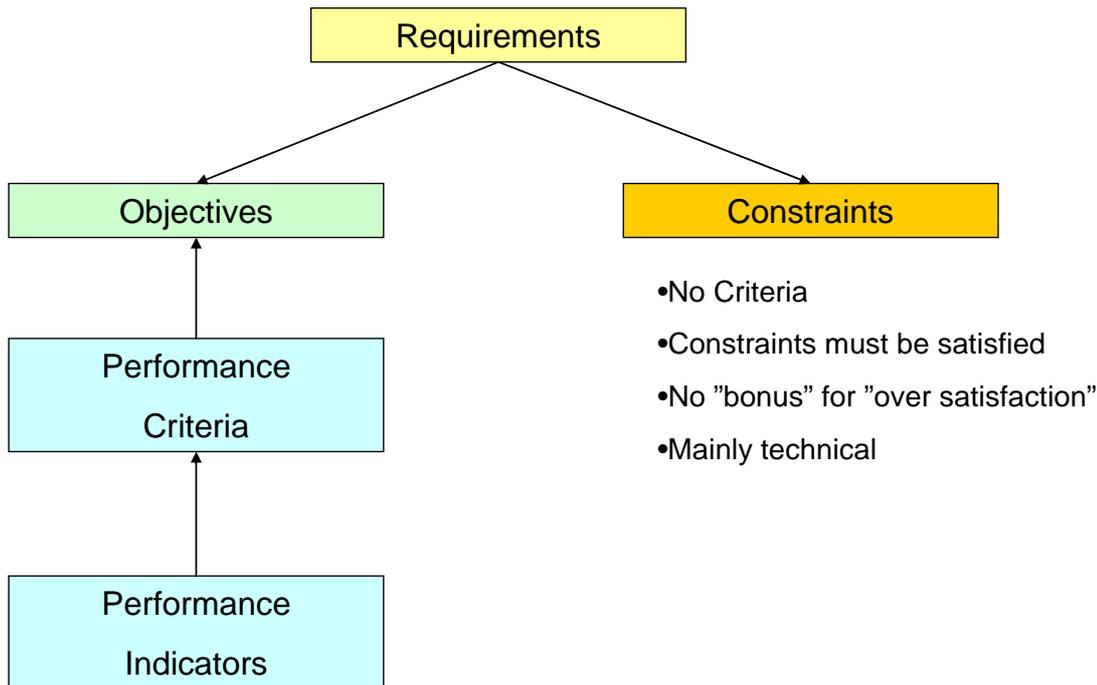 Requirements
Objectives
Constraints
•No Criteria
•Constraints must be satisfied
•No ”bonus” for ”over satisfaction”
•Mainly technical
Performance
Criteria
Performance
Indicators